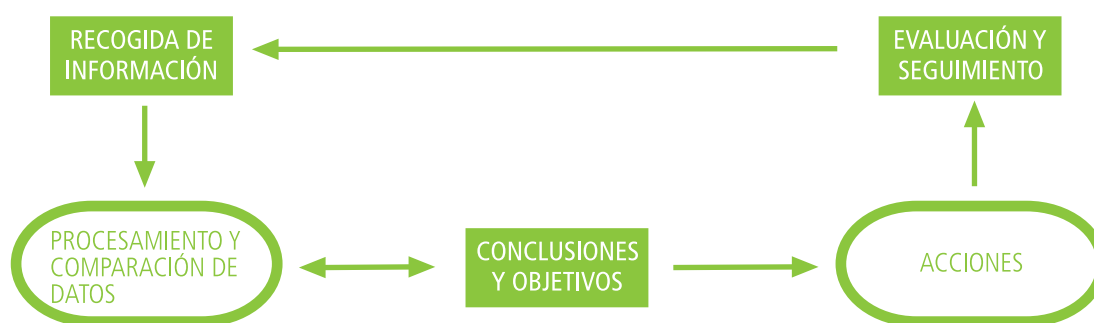 RECOGIDA DE
INFORMACIÓN
EVALUACIÓN Y
SEGUIMIENTO
PROCESAMIENTO Y
COMPARACIÓN DE
DATOS
CONCLUSIONES
Y OBJETIVOS
ACCIONES